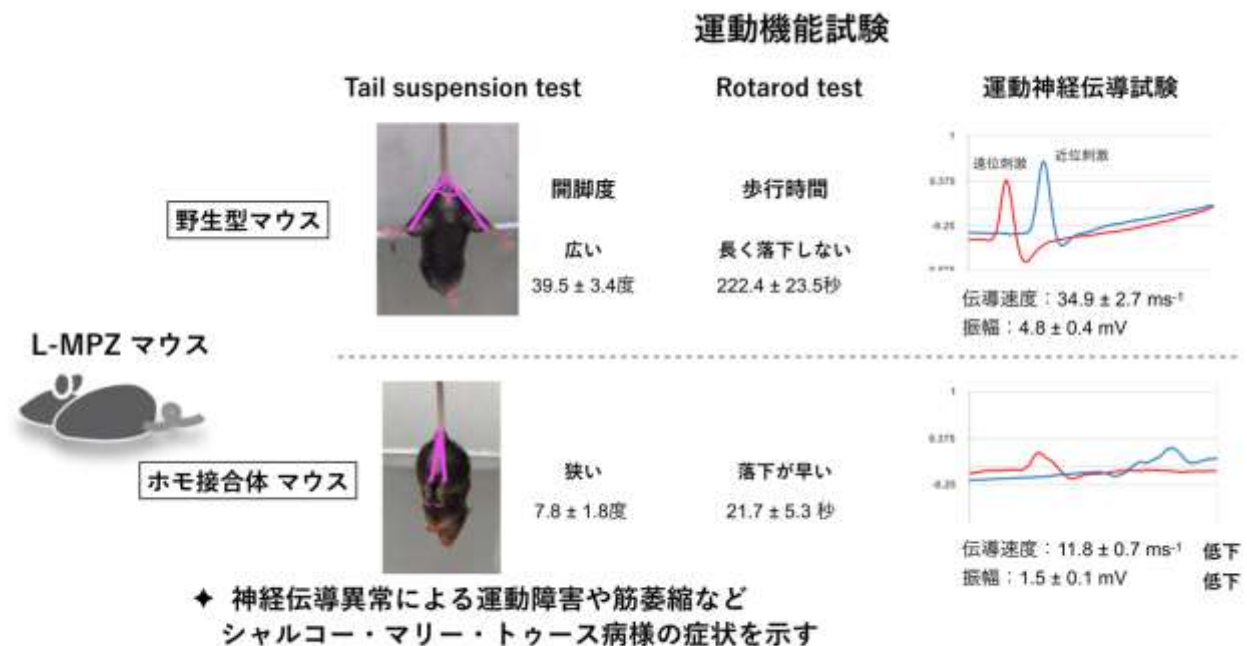 運動機能試験
Tail suspension test
Rotarod test
運動神経伝導試験
野生型マウス
開脚度
広い
39.5 ± 3.4度
歩行時間
長く落下しない
222.4 ± 23.5秒
1
遠位刺激
近位刺激
0.375
-0.25
伝導速度：34.9 ± 2.7 ms⁻¹
振幅：4.8 ± 0.4 mV
L-MPZ マウス
ホモ接合体 マウス
狭い
7.8 ± 1.8度
落下が早い
21.7 ± 5.3 秒
1
0.375
-0.25
伝導速度：11.8 ± 0.7 ms⁻¹ 低下
振幅：1.5 ± 0.1 mV 低下
✦ 神経伝導異常による運動障害や筋萎縮など
シャルコー・マリー・トゥース病様の症状を示す